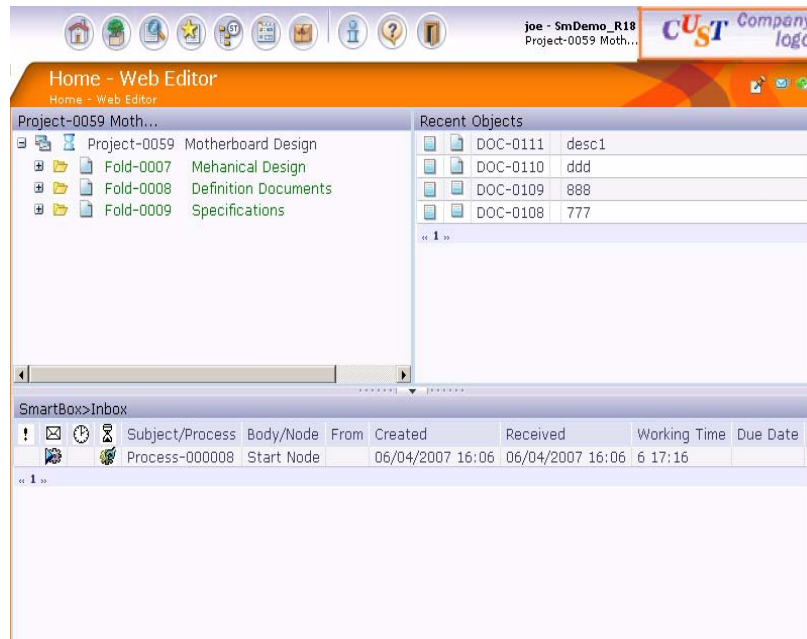 joe - SmDemo_R18
Project-0059 Moth...
CUST Company logo
Home - Web Editor
Home - Web Editor
Project-0059 Moth...
Project-0059 Motherboard Design
Fold-0007 Mehanical Design
Fold-0008 Definition Documents
Fold-0009 Specifications
Recent Objects
DOC-0111 desc1
DOC-0110 ddd
DOC-0109 888
DOC-0108 777
«1»
SmartBox>Inbox
! Subject/Process Body/Node From Created Received Working Time Due Date
Process-000008 Start Node 06/04/2007 16:06 06/04/2007 16:06 6 17:16
«1»